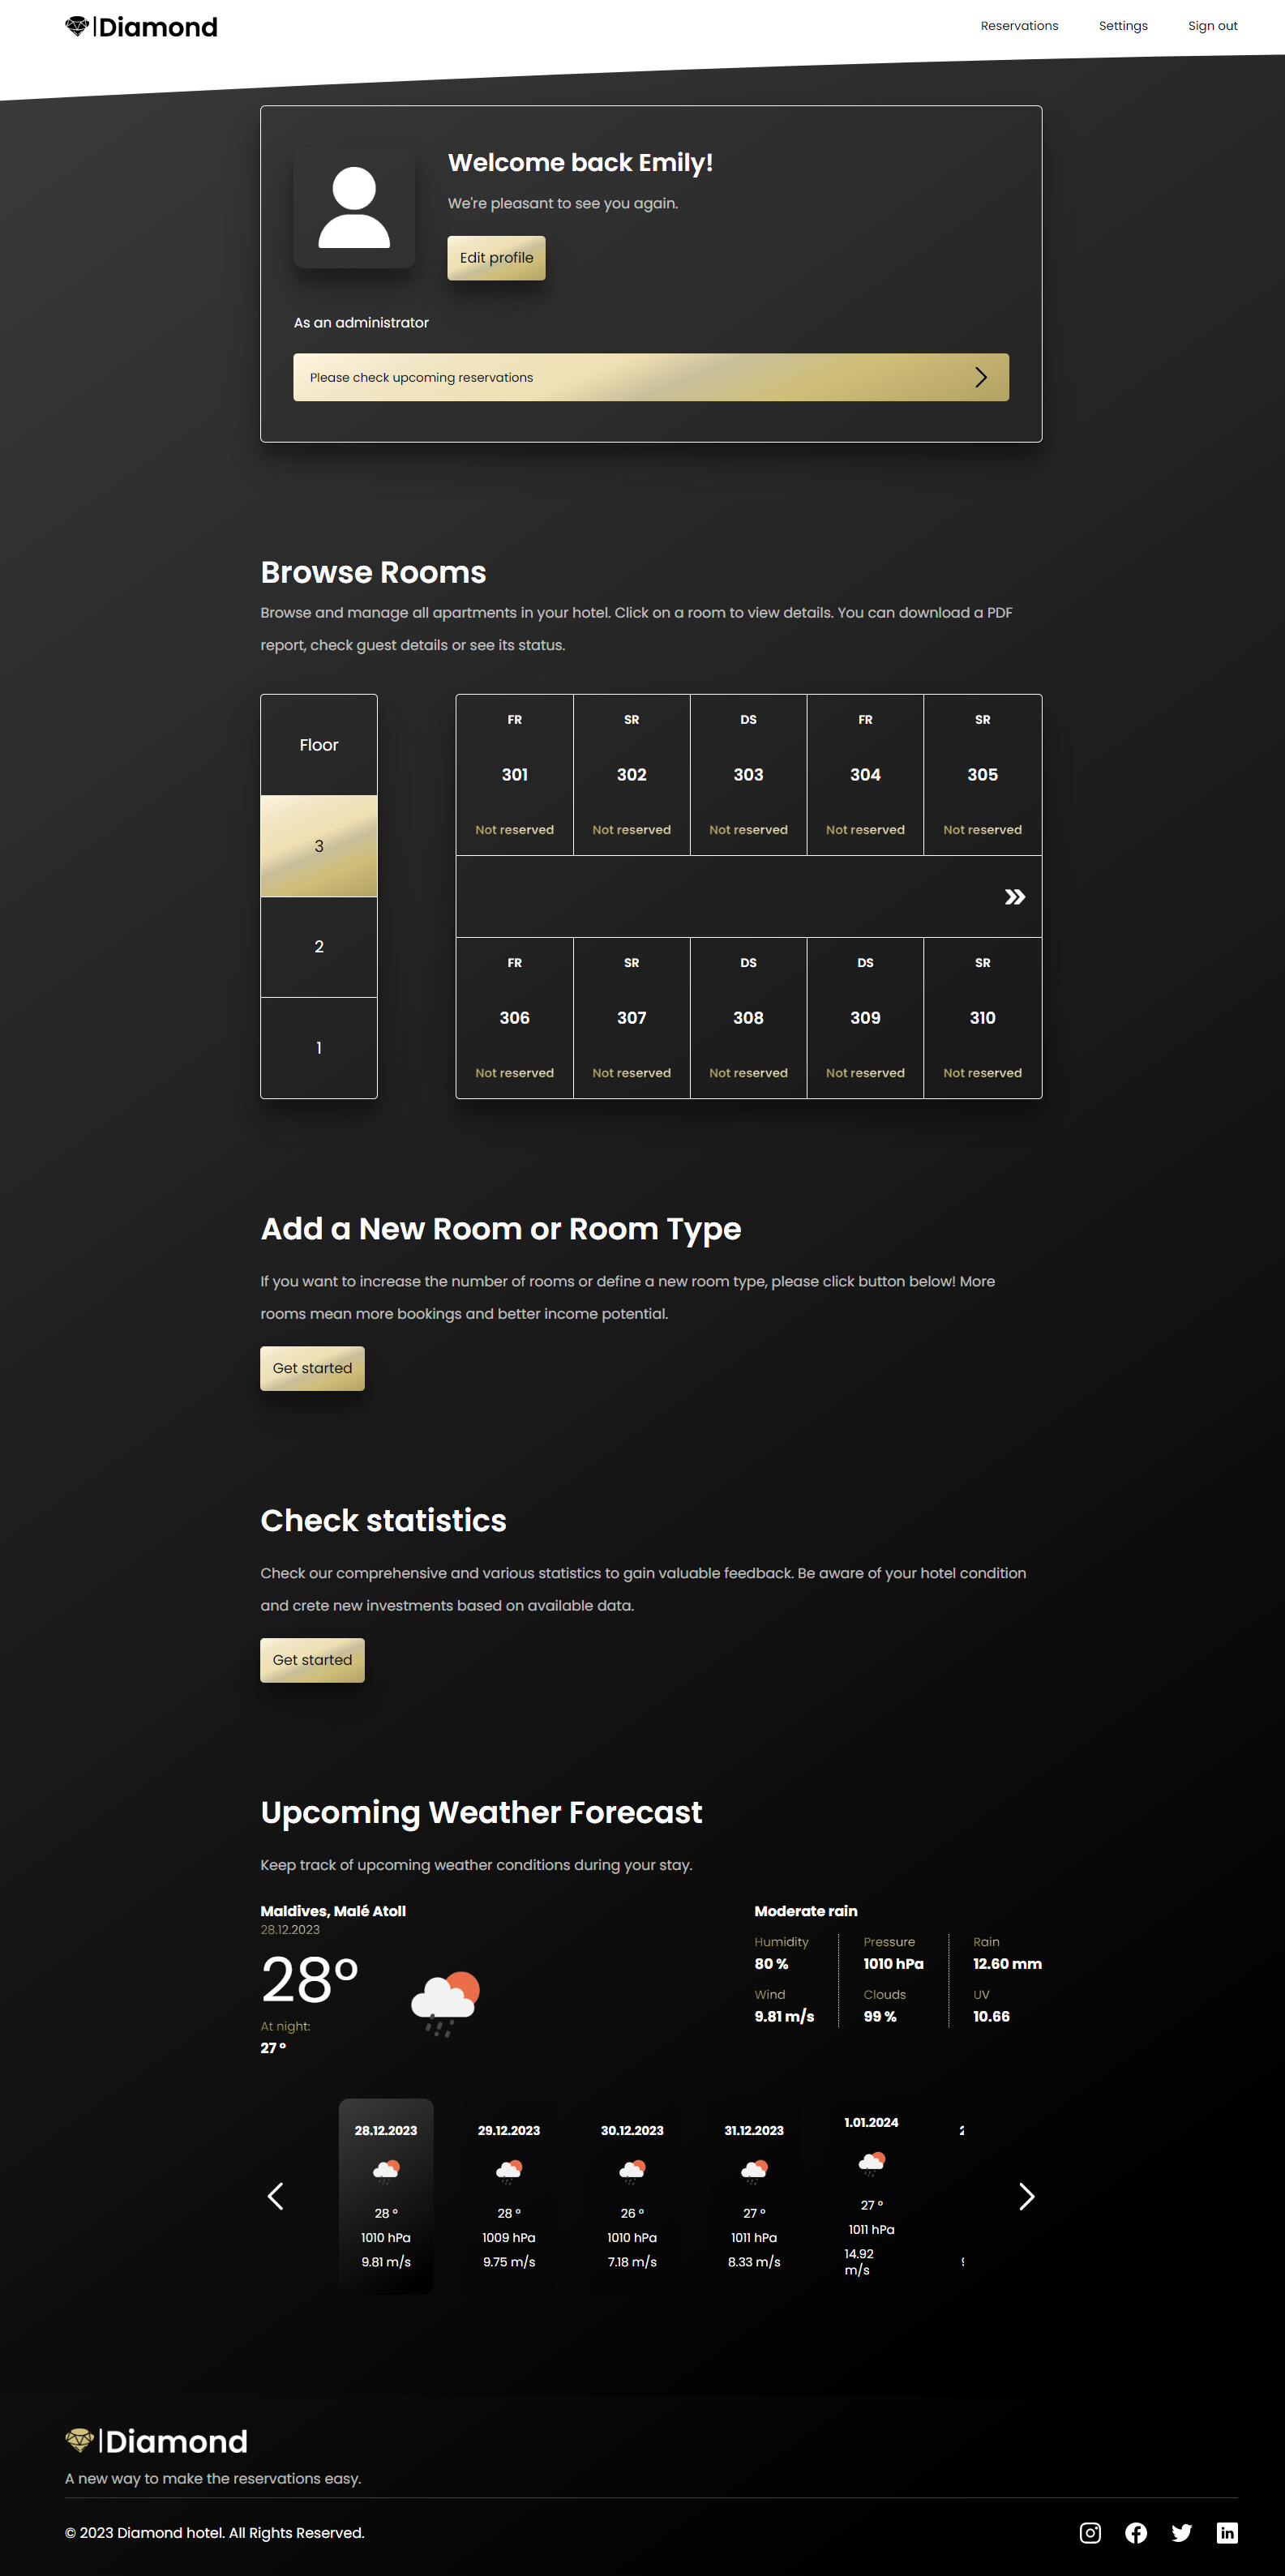 Diamond
Reservations Settings Sign out
Welcome back Emily!
We're pleasant to see you again.
Edit profile
As an administrator
Please check upcoming reservations
Browse Rooms
Browse and manage all apartments in your hotel. Click on a room to view details. You can download a PDF
report, check guest details or see its status.
Floor
3
2
1
FR SR DS FR SR
301 302 303 304 305
Not reserved Not reserved Not reserved Not reserved Not reserved
FR SR DS DS SR
306 307 308 309 310
Not reserved Not reserved Not reserved Not reserved Not reserved
Add a New Room or Room Type
If you want to increase the number of rooms or define a new room type, please click button below! More
rooms mean more bookings and better income potential.
Get started
Check statistics
Check our comprehensive and various statistics to gain valuable feedback. Be aware of your hotel condition
and crete new investments based on available data.
Get started
Upcoming Weather Forecast
Keep track of upcoming weather conditions during your stay.
Maldives, Malé Atoll
28.12.2023
28°
At night:
27 °
Moderate rain
Humidity Pressure Rain
80 % 1010 hPa 12.60 mm
Wind Clouds UV
9.81 m/s 99 % 10.66
28.12.2023 29.12.2023 30.12.2023 31.12.2023 1.01.2024
28 ° 28 ° 26 ° 27 ° 27 °
1010 hPa 1009 hPa 1010 hPa 1011 hPa 1011 hPa
9.81 m/s 9.75 m/s 7.18 m/s 8.33 m/s 14.92
m/s
Diamond
A new way to make the reservations easy.
© 2023 Diamond hotel. All Rights Reserved.